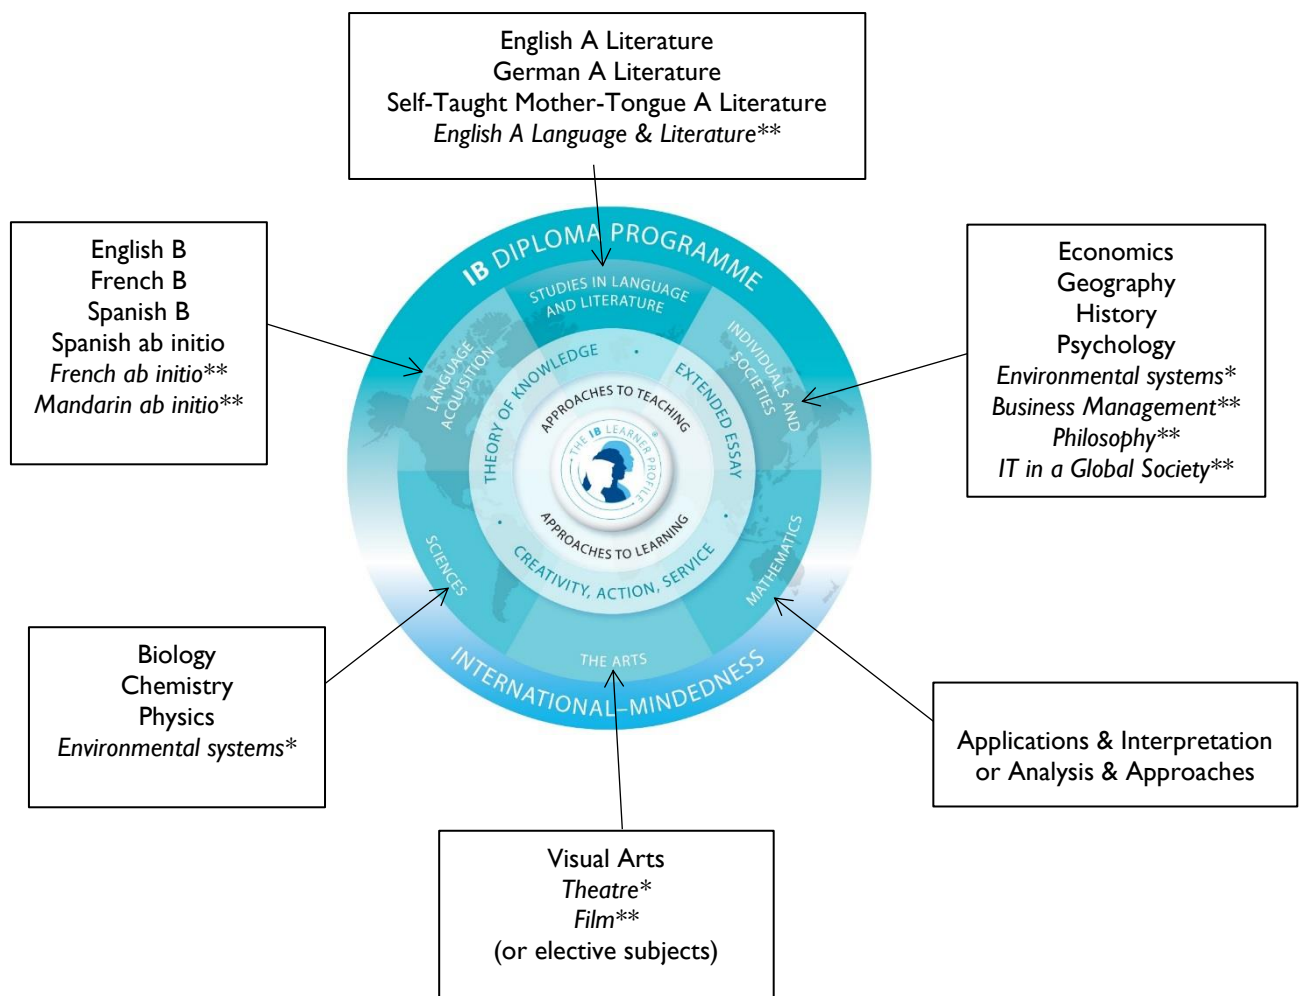 English A Literature
German A Literature
Self-Taught Mother-Tongue A Literature
English A Language & Literature**
English B
French B
Spanish B
Spanish ab initio
French ab initio**
Mandarin ab initio**
Economics
Geography
History
Psychology
Environmental systems*
Business Management**
Philosophy**
IT in a Global Society**
IB DIPLOMA PROGRAMME
STUDIES IN LANGUAGE
AND LITERATURE
LANGUAGE
ACQUISITION
INDIVIDUALS AND
SOCIETIES
THEORY OF KNOWLEDGE
EXTENDED ESSAY
APPROACHES TO TEACHING
THE IB LEARNER PROFILE
APPROACHES TO LEARNING
CREATIVITY, ACTION, SERVICE
SCIENCES
MATHEMATICS
THE ARTS
INTERNATIONAL–MINDEDNESS
Biology
Chemistry
Physics
Environmental systems*
Applications & Interpretation
or Analysis & Approaches
Visual Arts
Theatre*
Film**
(or elective subjects)